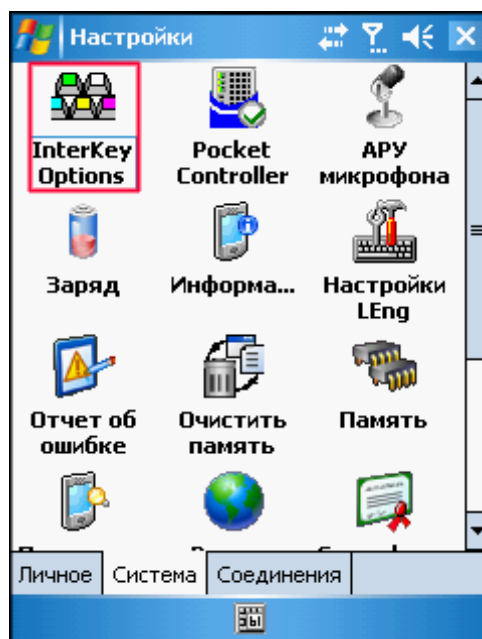 Настройки
InterKey
Options
Pocket
Controller
АРУ
микрофона
Заряд
Информа...
Настройки
LEng
Отчет об
ошибке
Очистить
память
Память
Личное
Система
Соединения